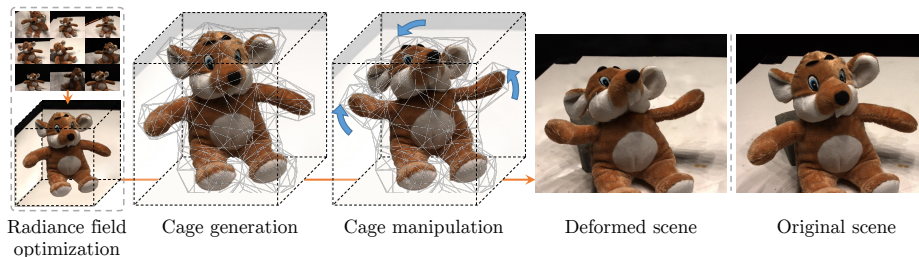 Radiance field
optimization
Cage generation
Cage manipulation
Deformed scene
Original scene